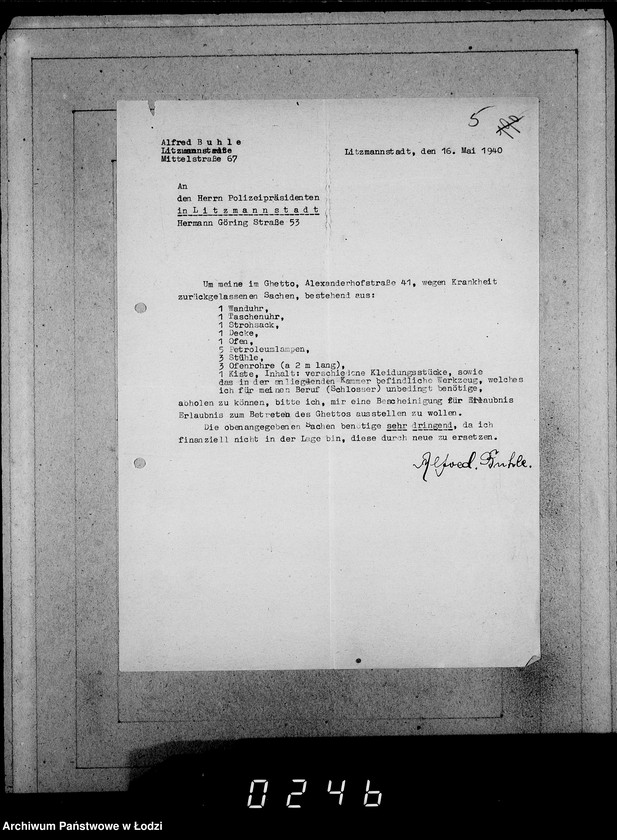 5
Alfred B u h l e
Litzmannstadt
Mittelstraße 67
Litzmannstadt, den 16. Mai 1940
An
den Herrn Polizeipräsidenten
in L i t z m a n n s t a d t
Hermann Göring Straße 53
Um meine im Ghetto, Alexanderhofstraße 41, wegen Krankheit
zurückgelassenen Sachen, bestehend aus:
1 Wanduhr,
1 Taschenuhr,
1 Strohsack,
1 Decke,
1 Ofen,
5 Petroleumlampen,
3 Stühle,
3 Ofenrohre (a 2 m lang),
1 Kiste, Inhalt: verschiedne Kleidungsstücke, sowie
das in der anliegenden Kammer befindliche Werkzeug, welches
ich für meinen Beruf (Schlosser) unbedingt benötige,
abholen zu können, bitte ich, mir eine Bescheinigung für Erlaubnis
Erlaubnis zum Betreten des Ghettos ausstellen zu wollen.
Die obenangegebenen Sachen benötige sehr dringend, da ich
finanziell nicht in der Lage bin, diese durch neue zu ersetzen.
Alfred. Buhle.
0246
Archiwum Państwowe w Łodzi